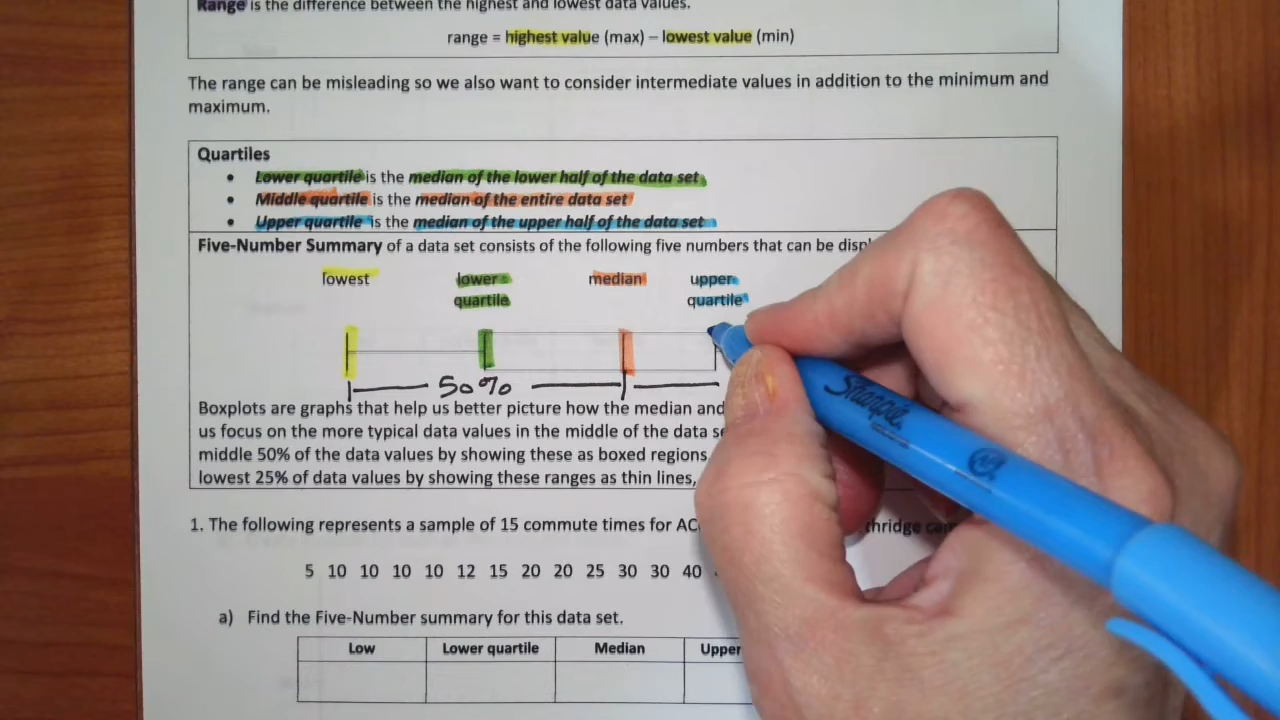 Range is the difference between the highest and lowest data values.
range = highest value (max) – lowest value (min)
The range can be misleading so we also want to consider intermediate values in addition to the minimum and
maximum.
Quartiles
• Lower quartile is the median of the lower half of the data set
• Middle quartile is the median of the entire data set
• Upper quartile is the median of the upper half of the data set
Five-Number Summary of a data set consists of the following five numbers that can be
lowest lower median upper
quartile quartile
50%
Boxplots are graphs that help us better picture how the median and
us focus on the more typical data values in the middle of the data
middle 50% of the data values by showing these as boxed regions
lowest 25% of data values by showing these ranges as thin lines,
Sharpie
1. The following represents a sample of 15 commute times for
5 10 10 10 10 12 15 20 20 25 30 30 40
a) Find the Five-Number summary for this data set.
Low Lower quartile Median Upper